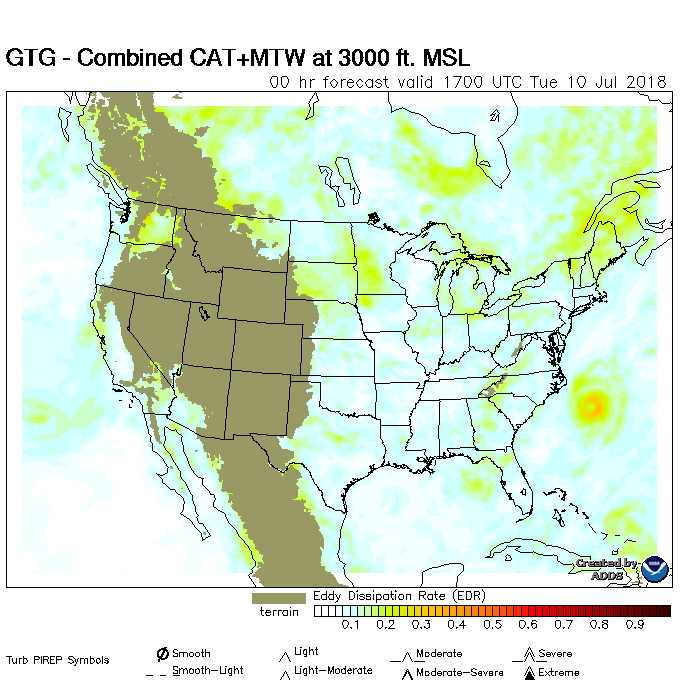 GTG - Combined CAT+MTW at 3000 ft. MSL
00 hr forecast valid 1700 UTC Tue 10 Jul 2018
Created by
ADDS
terrain
Eddy Dissipation Rate (EDR)
0.1 0.2 0.3 0.4 0.5 0.6 0.7 0.8 0.9
Turb PIREP Symbols
Smooth
Smooth-Light
Light
Light-Moderate
Moderate
Moderate-Severe
Severe
Extreme